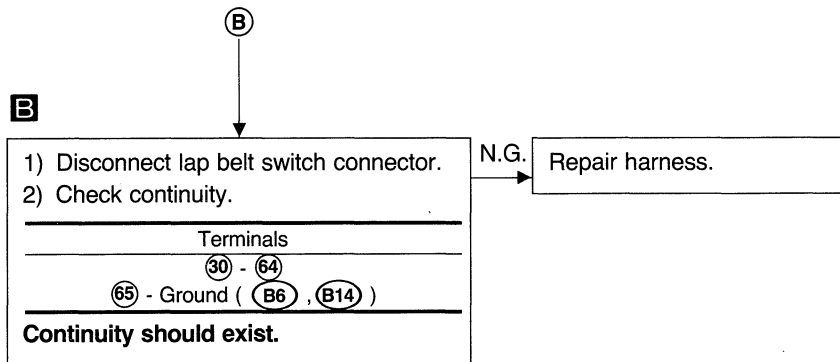 B
B
1) Disconnect lap belt switch connector.
2) Check continuity.
N.G.
Repair harness.
Terminals
30 - 64
65 - Ground ( B6 , B14 )
Continuity should exist.